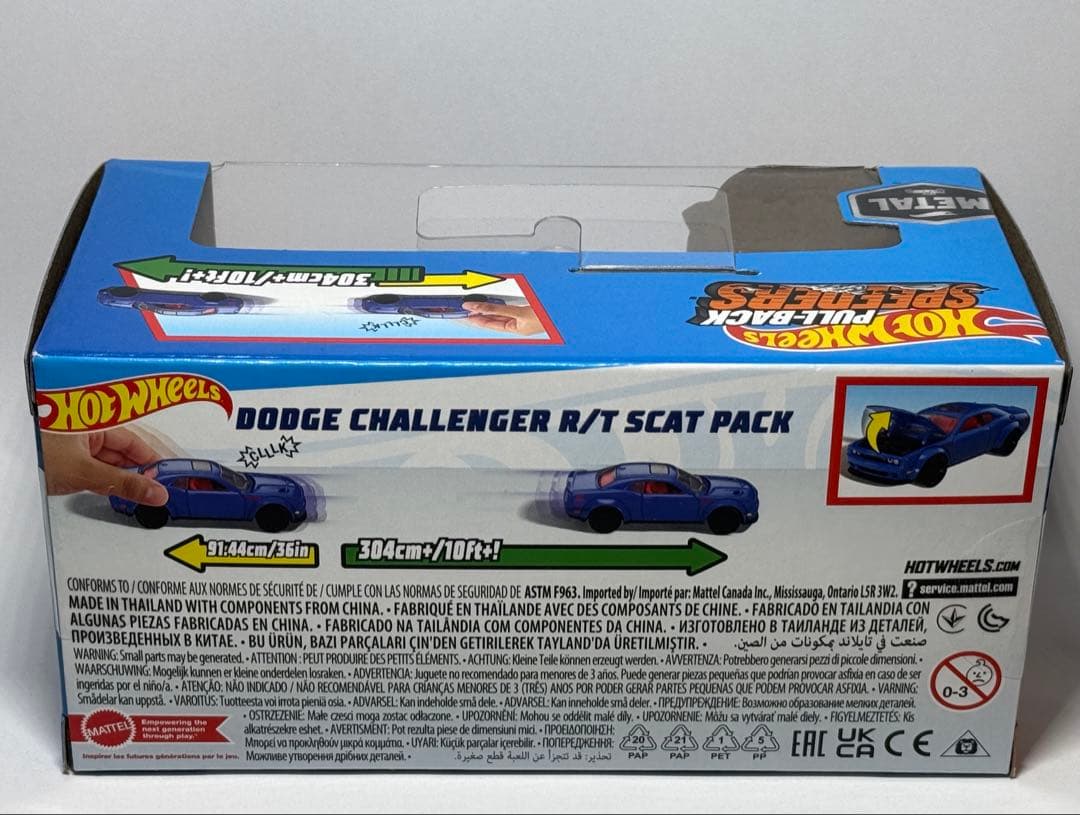 METAL
304cm+/10ft+!
CLLLK
HOT WHEELS
PULL-BACK
SPEEDERS™
HOT WHEELS
DODGE CHALLENGER R/T SCAT PACK
CLLLK
91.44cm/36in
304cm+/10ft+!
HOTWHEELS.COM
? service.mattel.com
CONFORMS TO / CONFORME AUX NORMES DE SÉCURITÉ DE / CUMPLE CON LAS NORMAS DE SEGURIDAD DE ASTM F963. Imported by/ Importé par: Mattel Canada Inc., Mississauga, Ontario L5R 3W2.
MADE IN THAILAND WITH COMPONENTS FROM CHINA. • FABRIQUÉ EN THAÏLANDE AVEC DES COMPOSANTS DE CHINE. • FABRICADO EN TAILANDIA CON
ALGUNAS PIEZAS FABRICADAS EN CHINA. • FABRICADO NA TAILÂNDIA COM COMPONENTES DA CHINA. • ИЗГОТОВЛЕНО В ТАИЛАНДЕ ИЗ ДЕТАЛЕЙ,
ПРОИЗВЕДЕННЫХ В КИТАЕ. • BU ÜRÜN, BAZI PARÇALARI ÇİN'DEN GETIRILEREK TAYLAND'DA ÜRETILMIŞTIR. • صنعت في تايلاند بمكونات من الصين.
WARNING: Small parts may be generated. • ATTENTION : PEUT PRODUIRE DES PETITS ÉLÉMENTS. • ACHTUNG: Kleine Teile können erzeugt werden. • AVVERTENZA: Potrebbero generarsi pezzi di piccole dimensioni. •
WAARSCHUWING: Mogelijk kunnen er kleine onderdelen losraken. • ADVERTENCIA: Juguete no recomendado para menores de 3 años. Puede generar piezas pequeñas que podrían provocar asfixia en caso de ser
ingeridas por el niño/a. • ATENÇÃO: NÃO INDICADO / NÃO RECOMENDÁVEL PARA CRIANÇAS MENORES DE 3 (TRÊS) ANOS POR PODER GERAR PARTES PEQUENAS QUE PODEM PROVOCAR ASFIXIA. • VARNING:
Smådelar kan uppstå. • VAROITUS: Tuotteesta voi irrota pieniä osia. • ADVARSEL: Kan indeholde små dele. • ADVARSEL: Kan inneholde små deler. • ПРЕДУПРЕЖДЕНИЕ: Возможно образование мелких деталей.
• OSTRZEŻENIE: Małe części mogą zostać odłączone. • UPOZORNĚNÍ: Mohou se oddělit malé díly. • UPOZORNENIE: Môžu sa vytvárať malé diely. • FIGYELMEZTETÉS: Kis
alkatrészekre eshet. • AVERTISMENT: Pot rezulta piese de dimensiuni mici. • ΠΡΟΕΙΔΟΠΟΙΗΣΗ:
Μπορεί να προκληθούν μικρά κομμάτια. • UYARI: Küçük parçalar içerebilir. • ПОПЕРЕДЖЕННЯ:
Можливе утворення дрібних деталей. • تحذير: قد تتجزأ عن اللعبة قطع صغيرة.
MATTEL
Empowering the
next generation
through play.™
Inspirer les futures générations par le jeu.
20 PAP
21 PAP
1 PET
5 PP
EAC UKCA CE
0-3